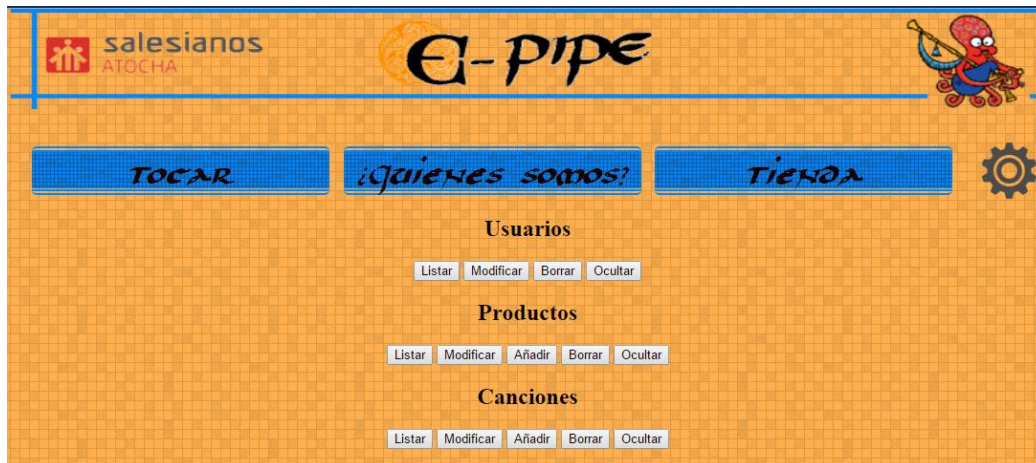 salesianos
ATOCHA
E-PIPE
TOCAR
¿Quienes somos?
Tienda
Usuarios
Listar Modificar Borrar Ocultar
Productos
Listar Modificar Añadir Borrar Ocultar
Canciones
Listar Modificar Añadir Borrar Ocultar